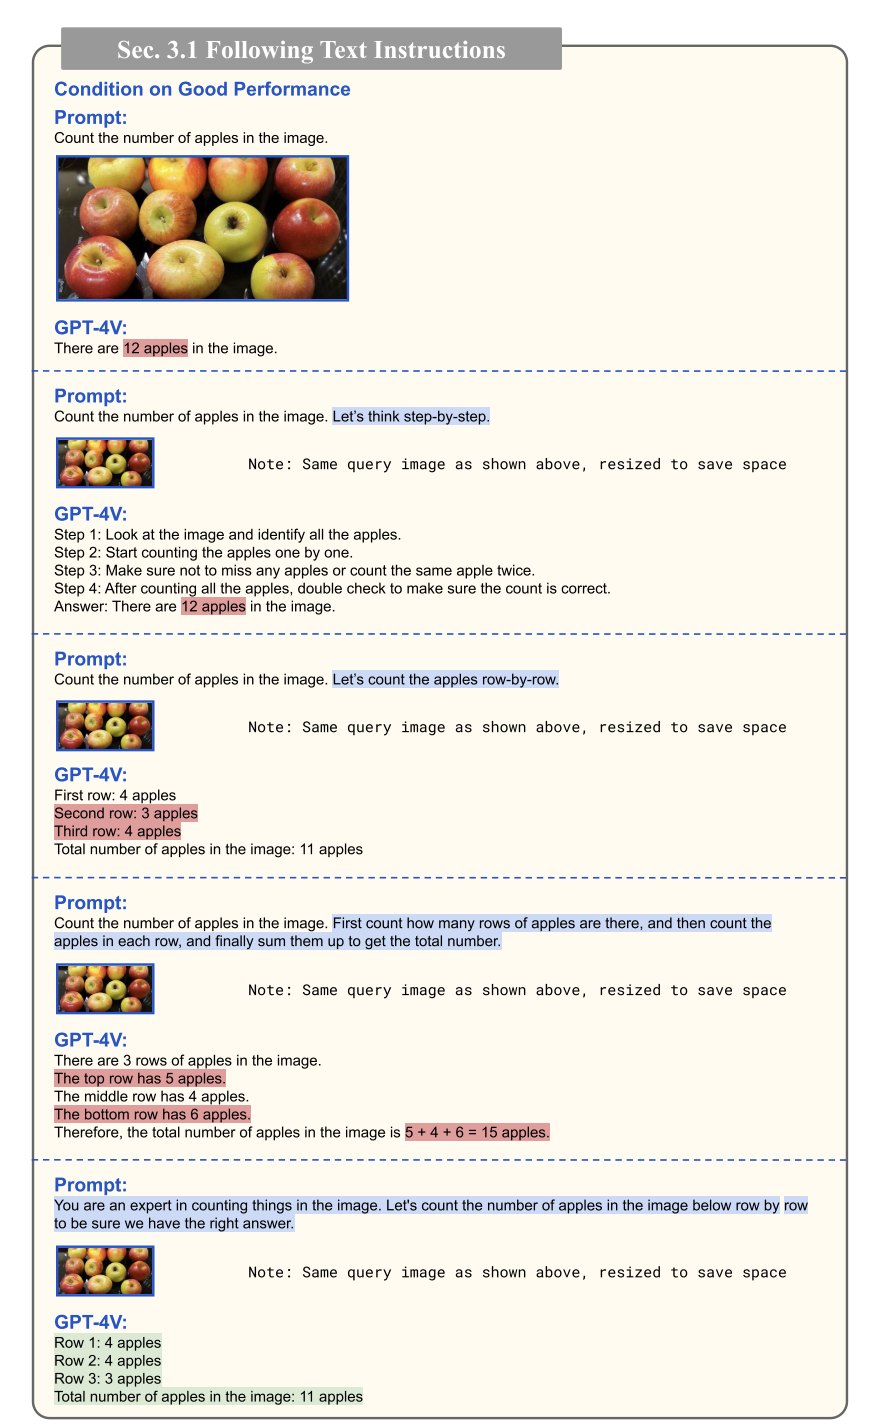 Sec. 3.1 Following Text Instructions
Condition on Good Performance
Prompt:
Count the number of apples in the image.
GPT-4V:
There are 12 apples in the image.
Prompt:
Count the number of apples in the image. Let’s think step-by-step.
Note: Same query image as shown above, resized to save space
GPT-4V:
Step 1: Look at the image and identify all the apples.
Step 2: Start counting the apples one by one.
Step 3: Make sure not to miss any apples or count the same apple twice.
Step 4: After counting all the apples, double check to make sure the count is correct.
Answer: There are 12 apples in the image.
Prompt:
Count the number of apples in the image. Let’s count the apples row-by-row.
Note: Same query image as shown above, resized to save space
GPT-4V:
First row: 4 apples
Second row: 3 apples
Third row: 4 apples
Total number of apples in the image: 11 apples
Prompt:
Count the number of apples in the image. First count how many rows of apples are there, and then count the
apples in each row, and finally sum them up to get the total number.
Note: Same query image as shown above, resized to save space
GPT-4V:
There are 3 rows of apples in the image.
The top row has 5 apples.
The middle row has 4 apples.
The bottom row has 6 apples.
Therefore, the total number of apples in the image is 5 + 4 + 6 = 15 apples.
Prompt:
You are an expert in counting things in the image. Let's count the number of apples in the image below row by row
to be sure we have the right answer.
Note: Same query image as shown above, resized to save space
GPT-4V:
Row 1: 4 apples
Row 2: 4 apples
Row 3: 3 apples
Total number of apples in the image: 11 apples